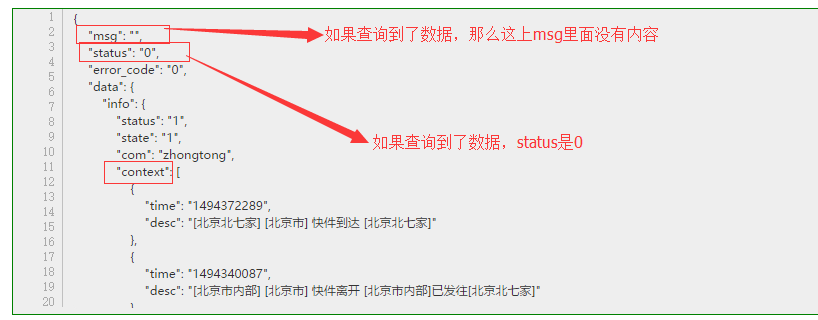 1 {
2 "msg": "",
如果查询到了数据，那么这上msg里面没有内容
3 "status": "0",
4 "error_code": "0",
5 "data": {
6 "info": {
7 "status": "1",
8 "state": "1",
如果查询到了数据，status是0
9 "com": "zhongtong",
10 "context": [
11 {
12 "time": "1494372289",
13 "desc": "[北京北七家] [北京市] 快件到达 [北京北七家]"
14 },
15 {
16 "time": "1494340087",
17 "desc": "[北京市内部] [北京市] 快件离开 [北京市内部]已发往[北京北七家]"
18 }
19
20